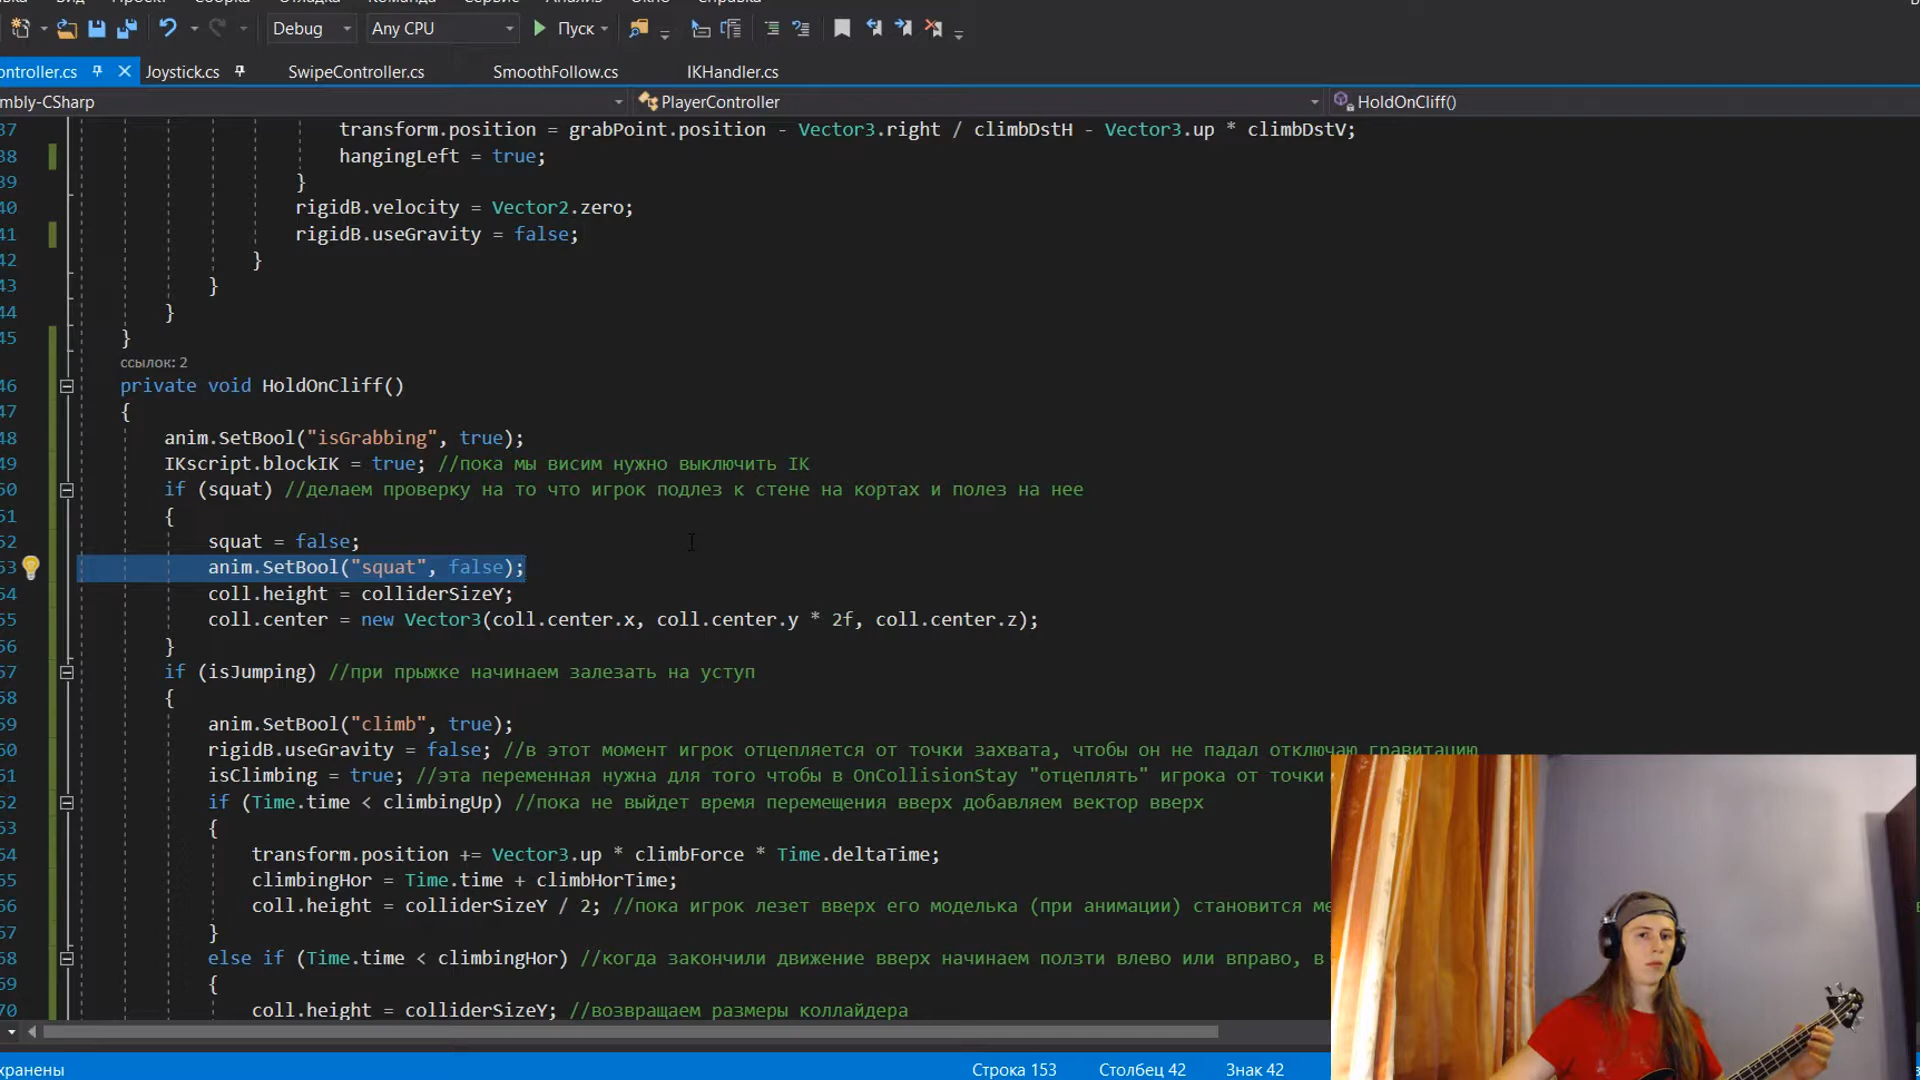 Debug Any CPU Пуск
ontroller.cs Joystick.cs SwipeController.cs SmoothFollow.cs IKHandler.cs
mbly-CSharp PlayerController HoldOnCliff()
37 transform.position = grabPoint.position - Vector3.right / climbDstH - Vector3.up * climbDstV;
38 hangingLeft = true;
39 }
40 rigidB.velocity = Vector2.zero;
41 rigidB.useGravity = false;
42 }
43 }
44 }
45 }
ссылок: 2
46 private void HoldOnCliff()
47 {
48 anim.SetBool("isGrabbing", true);
49 IKscript.blockIK = true; //пока мы висим нужно выключить IK
50 if (squat) //делаем проверку на то что игрок подлез к стене на кортах и полез на нее
51 {
52 squat = false;
53 anim.SetBool("squat", false);
54 coll.height = colliderSizeY;
55 coll.center = new Vector3(coll.center.x, coll.center.y * 2f, coll.center.z);
56 }
57 if (isJumping) //при прыжке начинаем залезать на уступ
58 {
59 anim.SetBool("climb", true);
60 rigidB.useGravity = false; //в этот момент игрок отцепляется от точки захвата, чтобы он не падал отключаю гравитацию
61 isClimbing = true; //эта переменная нужна для того чтобы в OnCollisionStay "отцеплять" игрока от точки
62 if (Time.time < climbingUp) //пока не выйдет время перемещения вверх добавляем вектор вверх
63 {
64 transform.position += Vector3.up * climbForce * Time.deltaTime;
65 climbingHor = Time.time + climbHorTime;
66 coll.height = colliderSizeY / 2; //пока игрок лезет вверх его моделька (при анимации) становится ме
67 }
68 else if (Time.time < climbingHor) //когда закончили движение вверх начинаем ползти влево или вправо, в
69 {
70 coll.height = colliderSizeY; //возвращаем размеры коллайдера
хранены Строка 153 Столбец 42 Знак 42